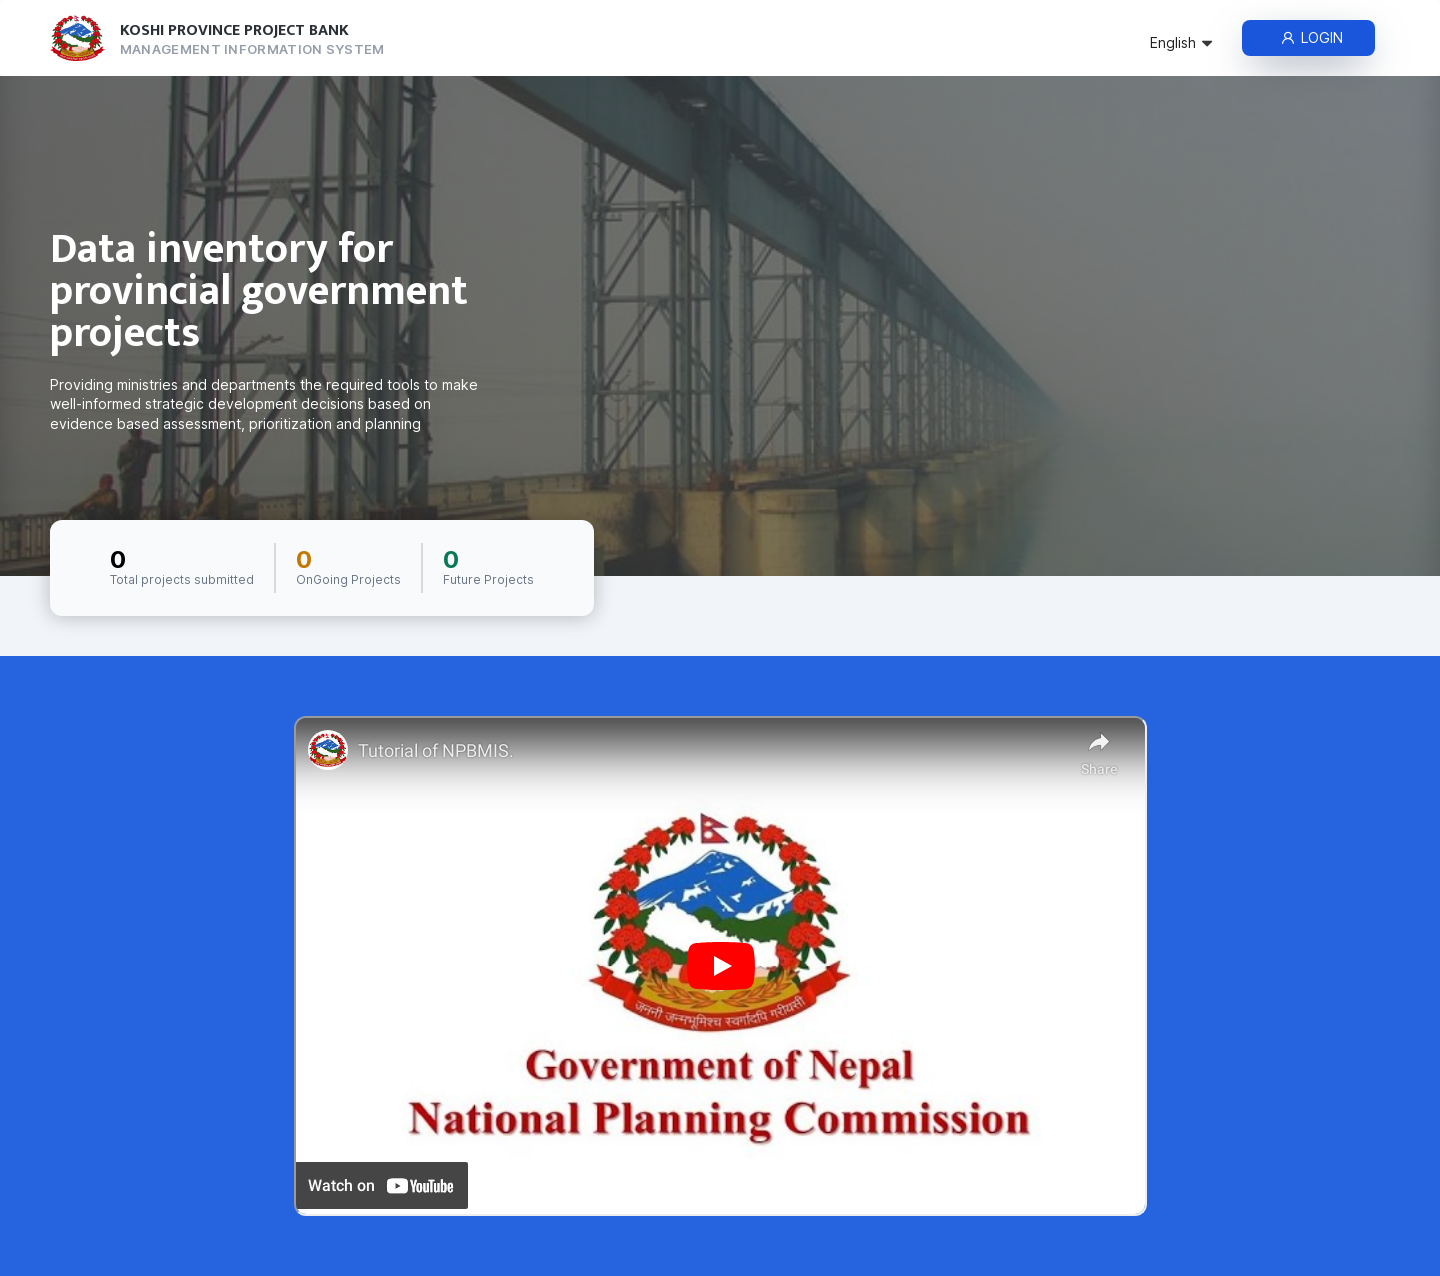 KOSHI PROVINCE PROJECT BANK
MANAGEMENT INFORMATION SYSTEM
English
LOGIN
Data inventory for
provincial government
projects
Providing ministries and departments the required tools to make
well-informed strategic development decisions based on
evidence based assessment, prioritization and planning
0
Total projects submitted
0
OnGoing Projects
0
Future Projects
Tutorial of NPBMIS.
Share
जननी जन्मभूमिश्च स्वर्गादपि गरीयसी
Government of Nepal
National Planning Commission
Watch on YouTube